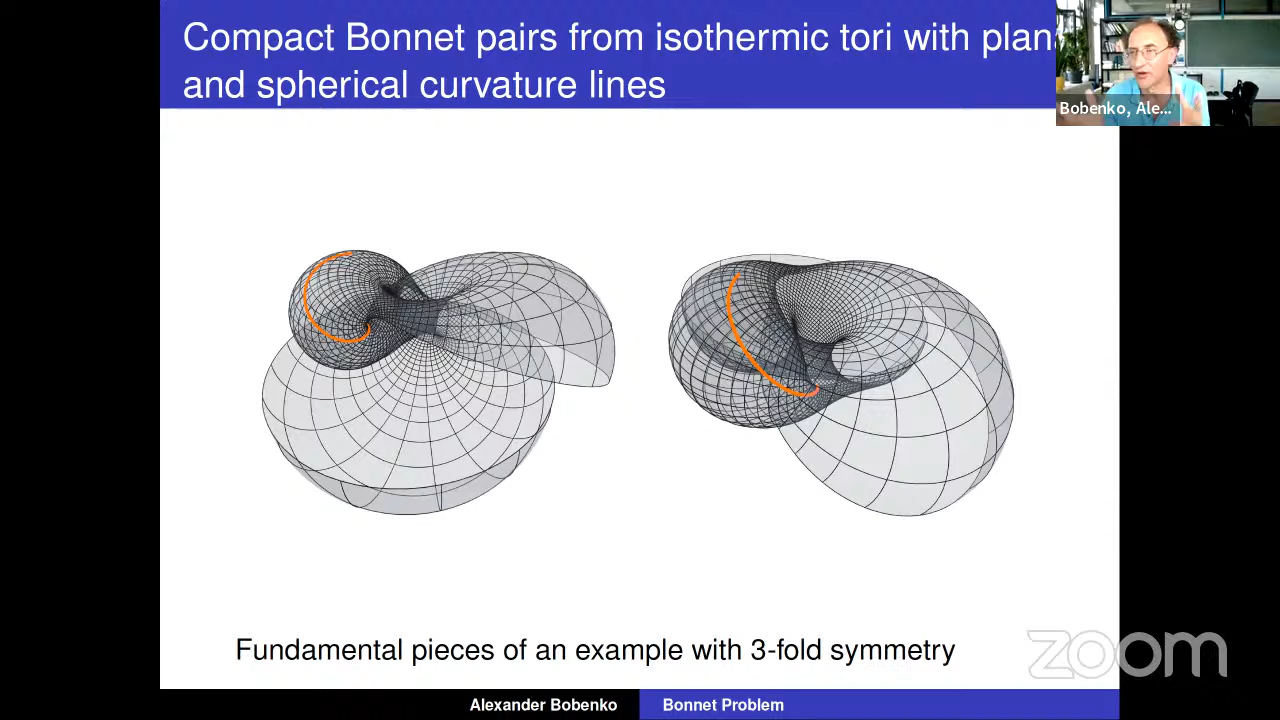 Compact Bonnet pairs from isothermic tori with plan
and spherical curvature lines
Bobenko, Ale...
Fundamental pieces of an example with 3-fold symmetry
zoom
Alexander Bobenko
Bonnet Problem